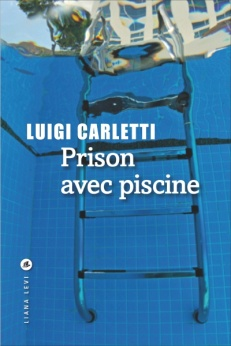 LUIGI CARLETTI
Prison
avec piscine
LIANA LEVI